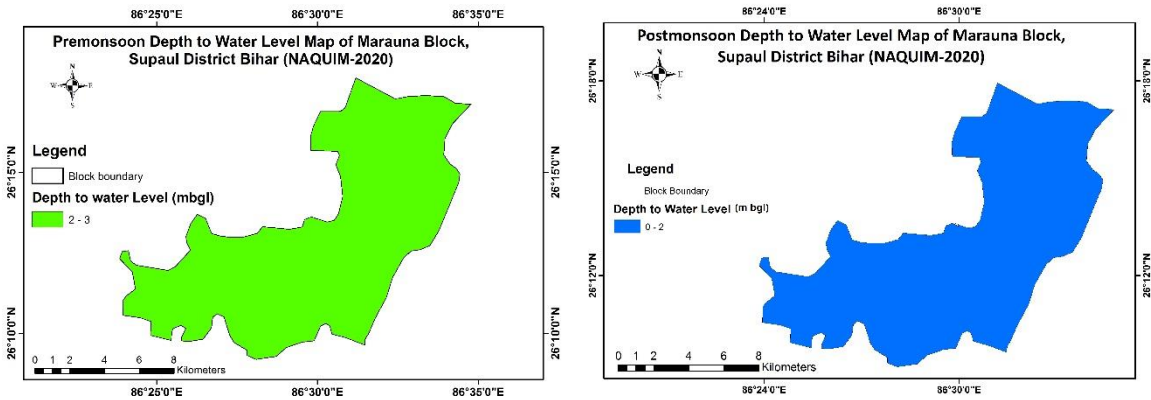 86°25'0"E
86°30'0"E
86°35'0"E
Premonsoon Depth to Water Level Map of Marauna Block,
Supaul District Bihar (NAQUIM-2020)
N
W E
S
26°15'0"N
26°10'0"N
Legend
Block boundary
Depth to water Level (mbgl)
2 - 3
0 1 2 4 6 8
Kilometers
86°25'0"E
86°30'0"E
86°35'0"E
86°24'0"E
86°30'0"E
Postmonsoon Depth to Water Level Map of Marauna Block,
Supaul District Bihar (NAQUIM-2020)
N
W E
S
26°18'0"N
26°12'0"N
26°18'0"N
26°12'0"N
Legend
Block Boundary
Depth to Water Level (m bgl)
0 - 2
0 1 2 4 6 8
Kilometers
86°24'0"E
86°30'0"E
26°15'0"N
26°10'0"N